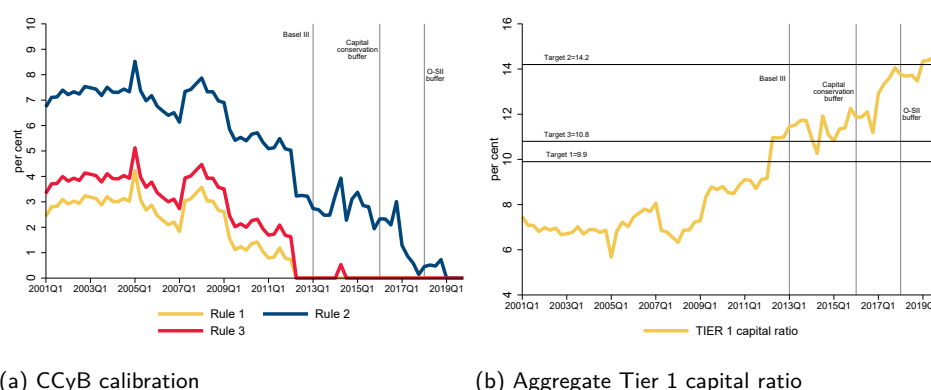 per cent
10
9
8
7
6
5
4
3
2
1
0
Basel III
Capital
conservation
buffer
O-SII
buffer
2001Q1 2003Q1 2005Q1 2007Q1 2009Q1 2011Q1 2013Q1 2015Q1 2017Q1 2019Q1
Rule 1 Rule 2
Rule 3
(a) CCyB calibration
per cent
16
14
12
10
8
6
4
Target 2=14.2
Basel III
Capital
conservation
buffer
O-SII
buffer
Target 3=10.8
Target 1=9.9
2001Q1 2003Q1 2005Q1 2007Q1 2009Q1 2011Q1 2013Q1 2015Q1 2017Q1 2019Q
TIER 1 capital ratio
(b) Aggregate Tier 1 capital ratio